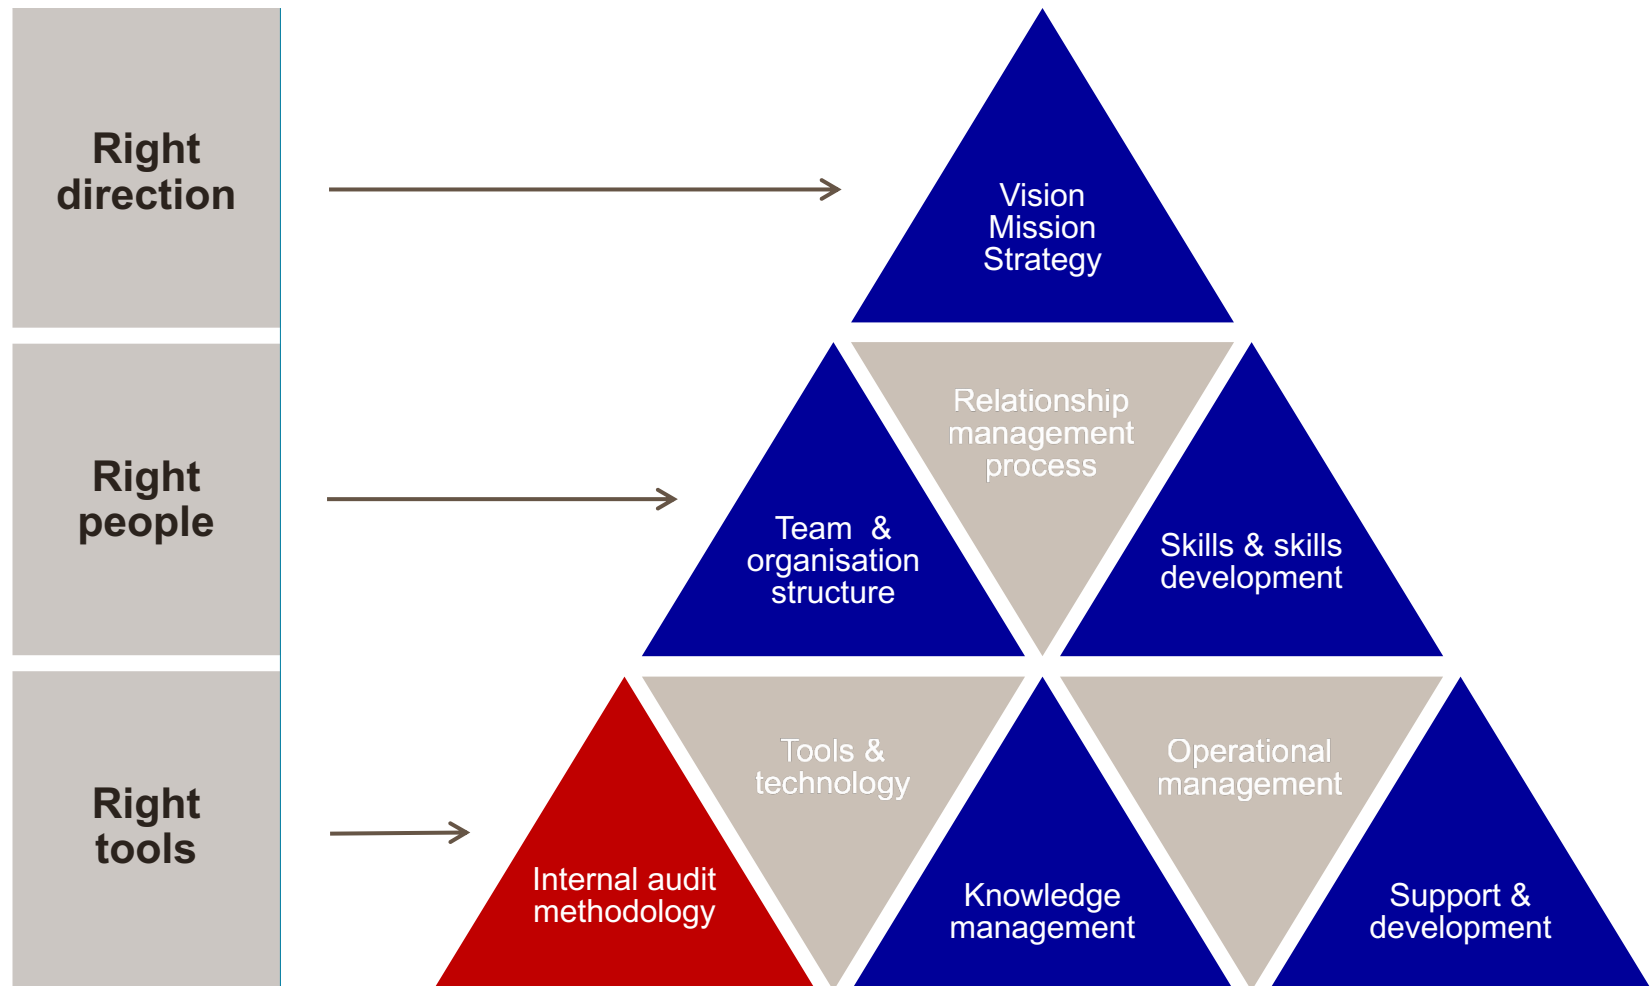 Right
direction
Vision
Mission
Strategy
Right
people
Relationship
management
process
Team & 
organisation
structure
Skills & skills
development
Right
tools
Internal audit
methodology
Tools &
technology
Knowledge
management
Operational
management
Support &
development